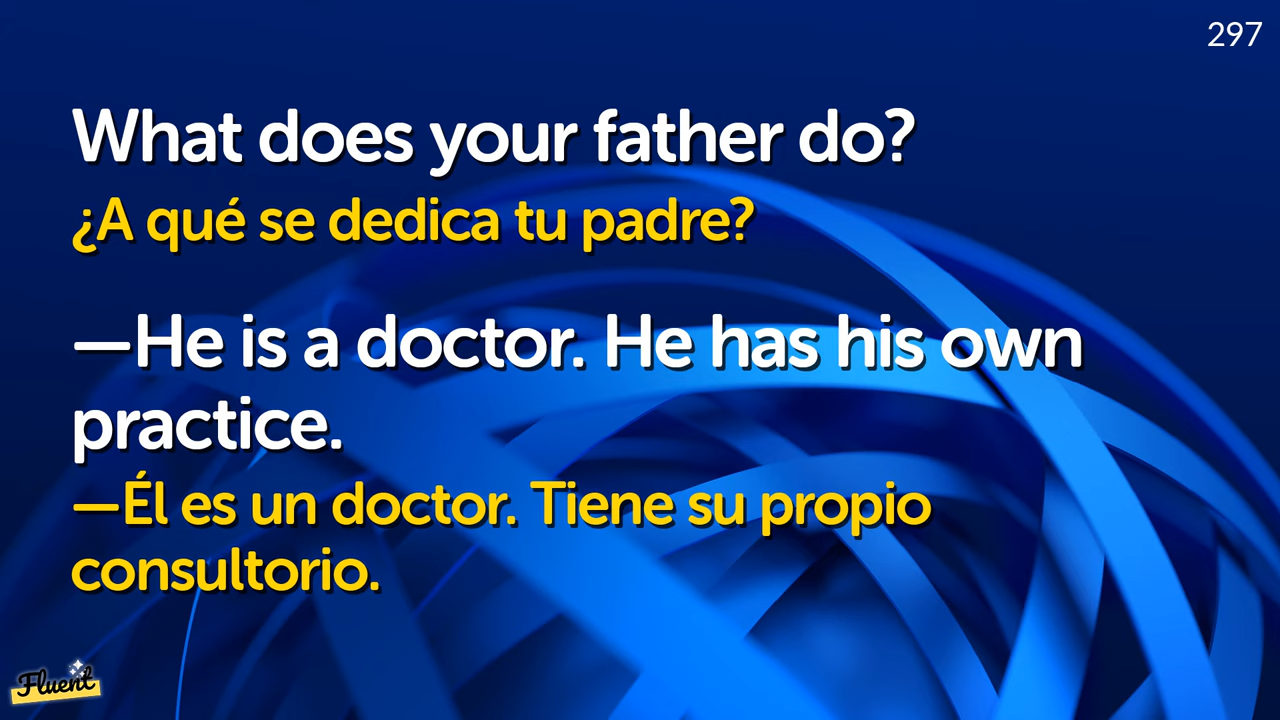 297
What does your father do?
¿A qué se dedica tu padre?
—He is a doctor. He has his own
practice.
—Él es un doctor. Tiene su propio
consultorio.
Fluent